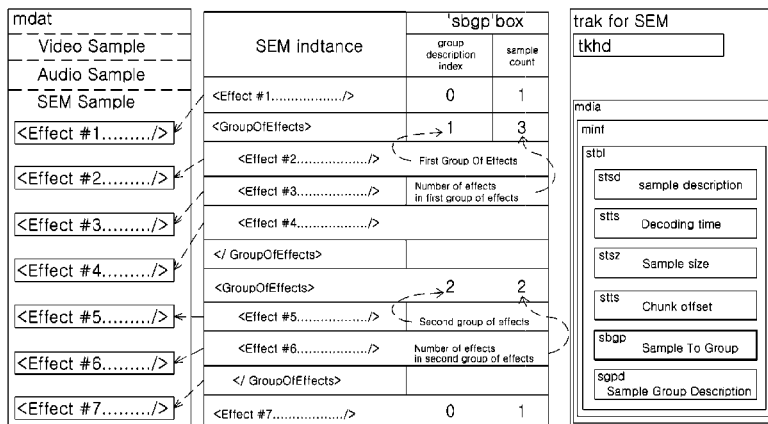 mdat
Video Sample
Audio Sample
SEM Sample
<Effect #1........./>
<Effect #2........./>
<Effect #3........./>
<Effect #4........./>
<Effect #5........./>
<Effect #6........./>
<Effect #7........./>
SEM indtance
'sbgp'box
group description index
sample count
<Effect #1................../>
0
1
<GroupOfEffects>
1
3
<Effect #2................../>
First Group Of Effects
<Effect #3................../>
Number of effects
in first group of effects
<Effect #4................../>
</ GroupOfEffects>
<GroupOfEffects>
2
2
<Effect #5................../>
Second group of effects
<Effect #6................../>
Number of effects
in second group of effects
</ GroupOfEffects>
<Effect #7................../>
0
1
trak for SEM
tkhd
mdia
minf
stbl
stsd
sample description
stts
Decoding time
stsz
Sample size
stts
Chunk offset
sbgp
Sample To Group
sgpd
Sample Group Description